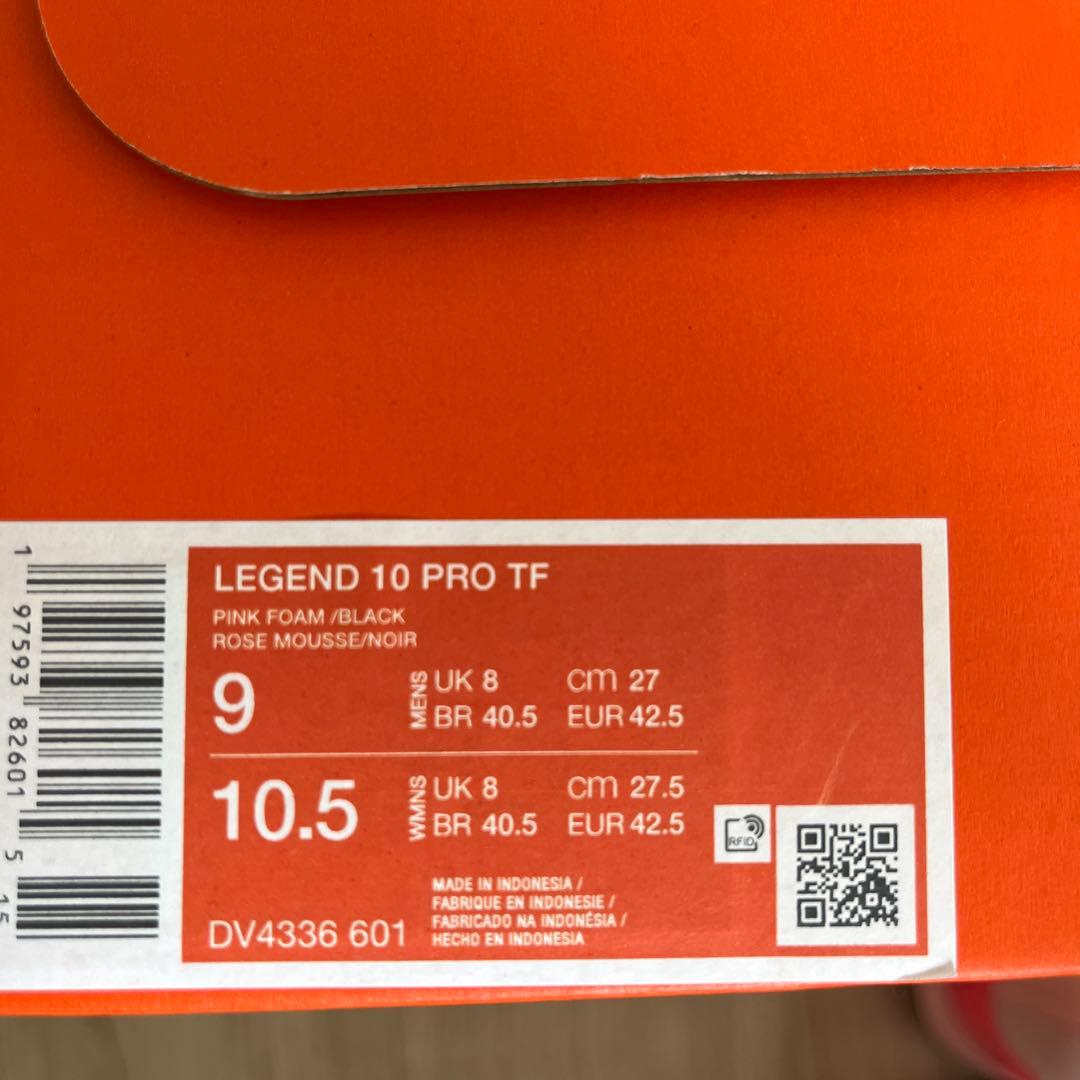 LEGEND 10 PRO TF
PINK FOAM /BLACK
ROSE MOUSSE/NOIR
9 MENS UK 8 cm 27
BR 40.5 EUR 42.5
10.5 WMNS UK 8 cm 27.5
BR 40.5 EUR 42.5
RFID
MADE IN INDONESIA /
FABRIQUE EN INDONESIE /
FABRICADO NA INDONÉSIA /
HECHO EN INDONESIA
DV4336 601
1 97593 82601 5 15